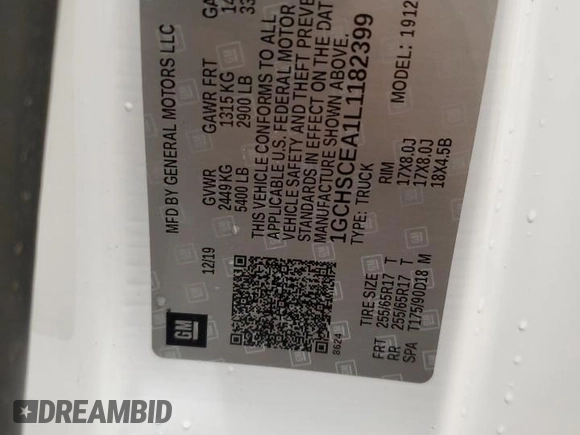 MFD BY GENERAL MOTORS LLC
12/19
GVWR
2449 KG
5400 LB
GAWR FRT
1315 KG
2900 LB
THIS VEHICLE CONFORMS TO ALL
APPLICABLE U.S. FEDERAL MOTOR
VEHICLE SAFETY AND THEFT PREVE
STANDARDS IN EFFECT ON THE DAT
MANUFACTURE SHOWN ABOVE.
1GCHSCEA1L1182399
TYPE: TRUCK
MODEL: 1912
TIRE SIZE RIM
FRT 255/65R17 T 17X8.0J
RR 255/65R17 T 17X8.0J
SPA T175/90D18 M 18X4.5B
8624
GM
DREAMBID